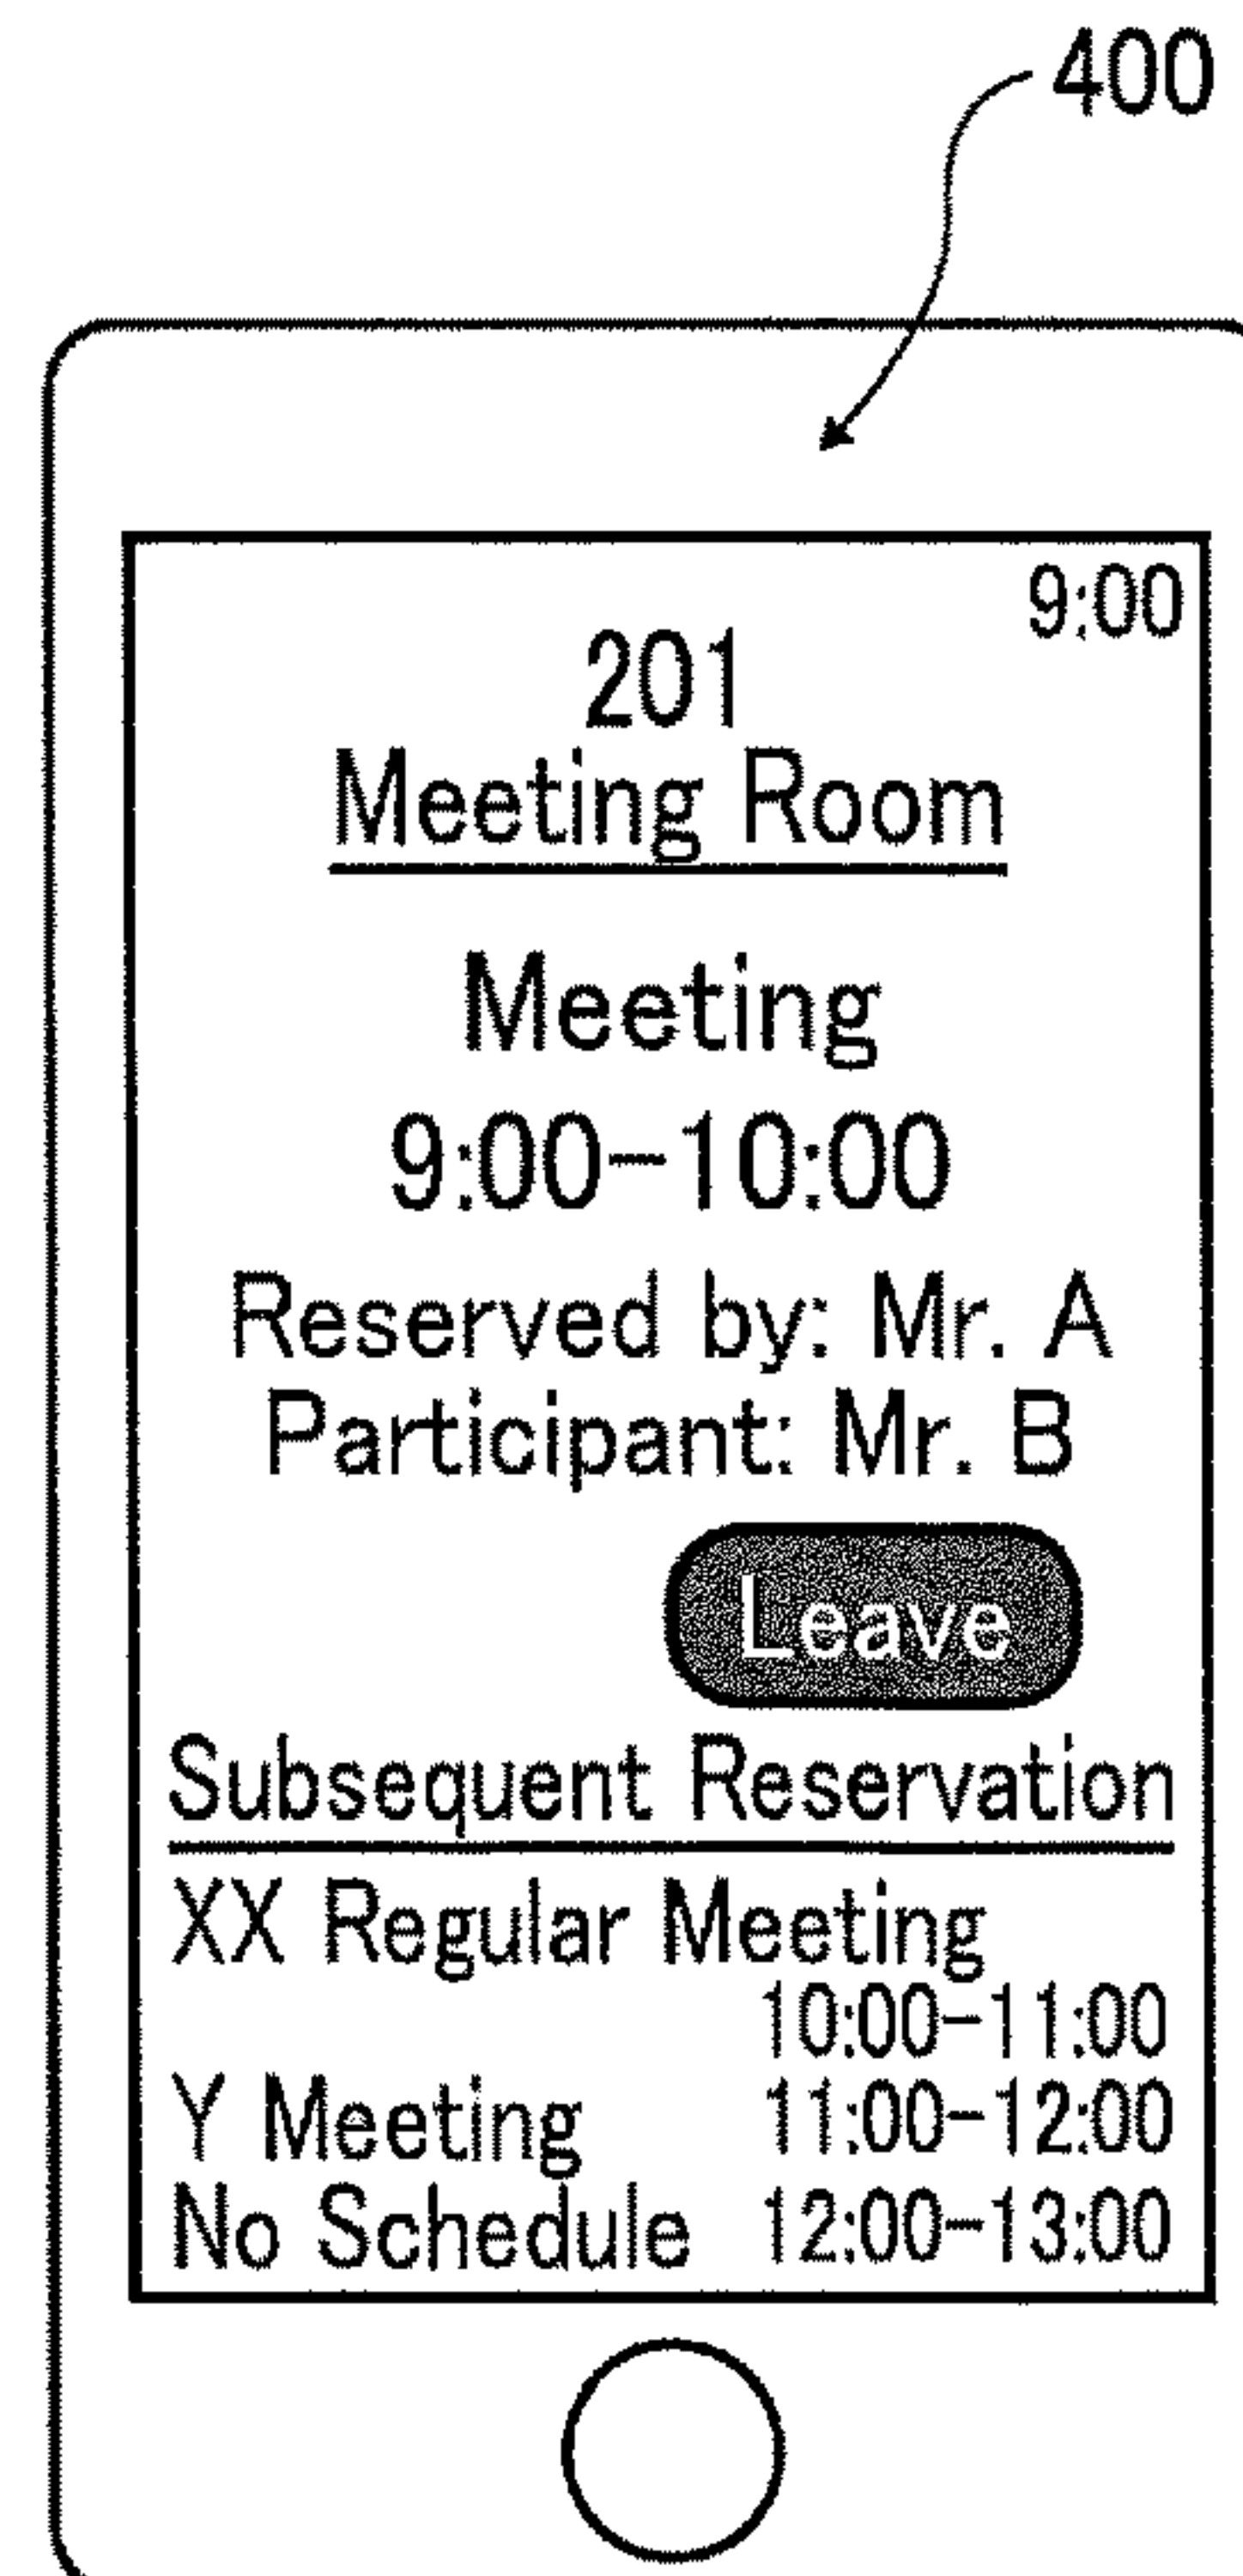 400
9:00
201
Meeting Room
Meeting
9:00-10:00
Reserved by: Mr. A
Participant: Mr. B
Leave
Subsequent Reservation
XX Regular Meeting
10:00-11:00
Y Meeting 11:00-12:00
No Schedule 12:00-13:00